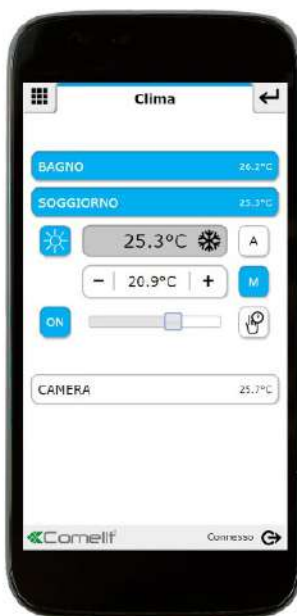 Clima
BAGNO 26.2°C
SOGGIORNO 25.3°C
25.3°C A
- 20.9°C + M
ON
CAMERA 25.7°C
Comelit Connesso